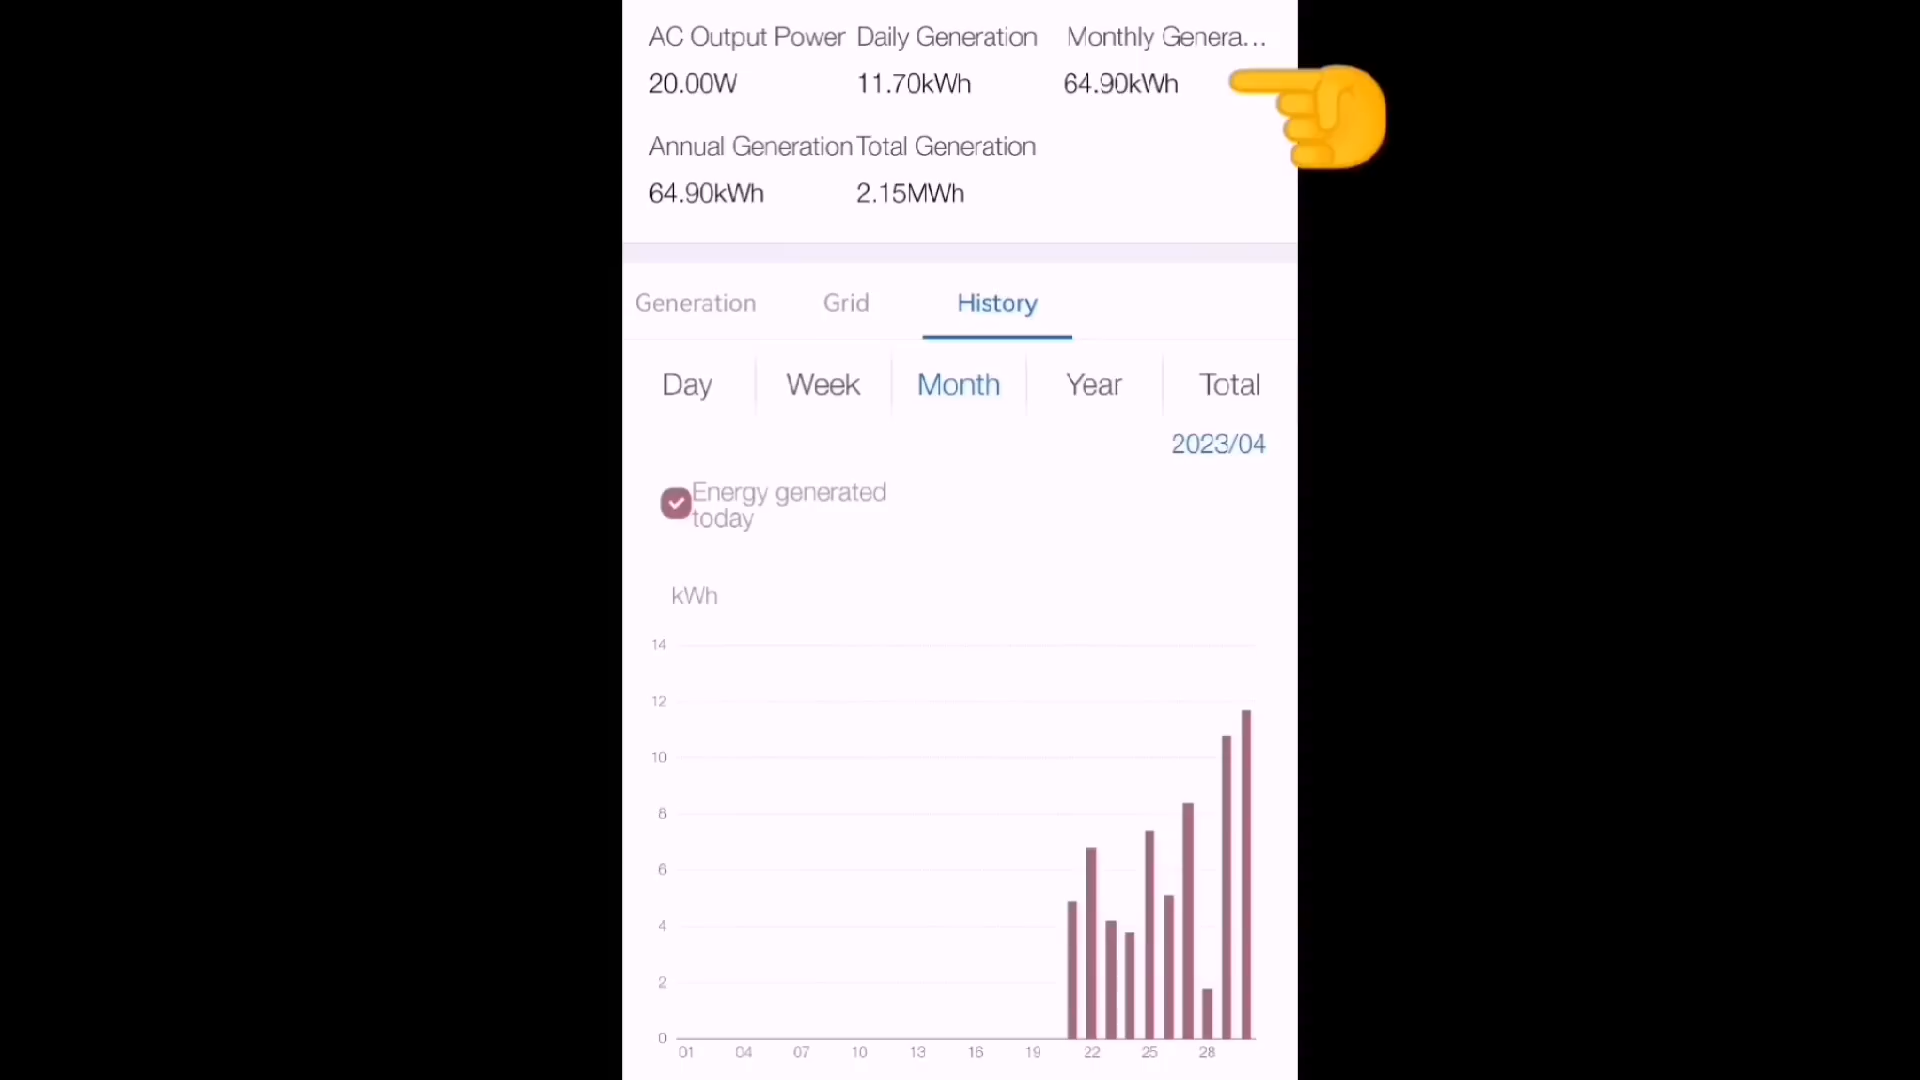 AC Output Power Daily Generation Monthly Genera...
20.00W 11.70kWh 64.90kWh
Annual Generation Total Generation
64.90kWh 2.15MWh
Generation Grid History
Day Week Month Year Total
2023/04
Energy generated
today
kWh
14
12
10
8
6
4
2
0
01 04 07 10 13 16 19 22 25 28